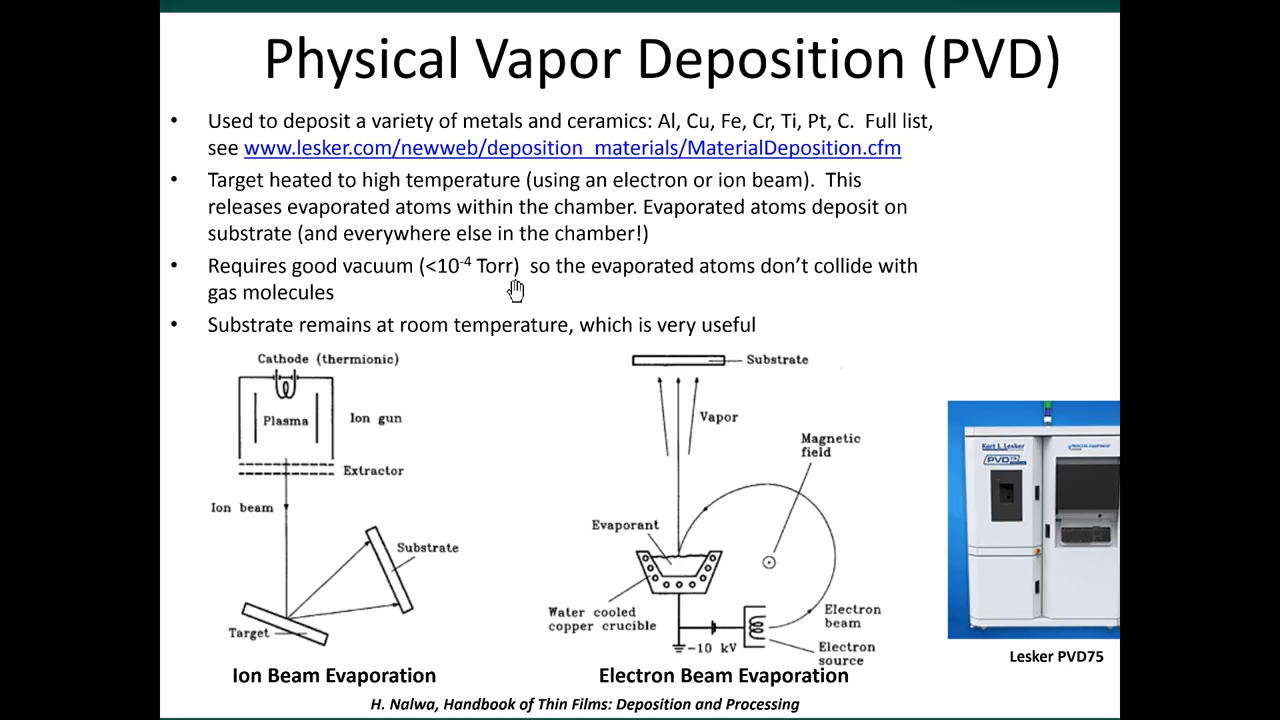 Physical Vapor Deposition (PVD)
• Used to deposit a variety of metals and ceramics: Al, Cu, Fe, Cr, Ti, Pt, C.  Full list,
see www.lesker.com/newweb/deposition_materials/MaterialDeposition.cfm
• Target heated to high temperature (using an electron or ion beam).  This
releases evaporated atoms within the chamber. Evaporated atoms deposit on
substrate (and everywhere else in the chamber!)
• Requires good vacuum (<10-4 Torr)  so the evaporated atoms don’t collide with
gas molecules
• Substrate remains at room temperature, which is very useful
Cathode (thermionic)
Plasma
Ion gun
Extractor
Ion beam
Substrate
Target
Ion Beam Evaporation
Substrate
Vapor
Magnetic
field
Evaporant
Water cooled
copper crucible
-10 kV
Electron
beam
Electron
source
Electron Beam Evaporation
Kurt J. Lesker
PVD75
Lesker PVD75
H. Nalwa, Handbook of Thin Films: Deposition and Processing